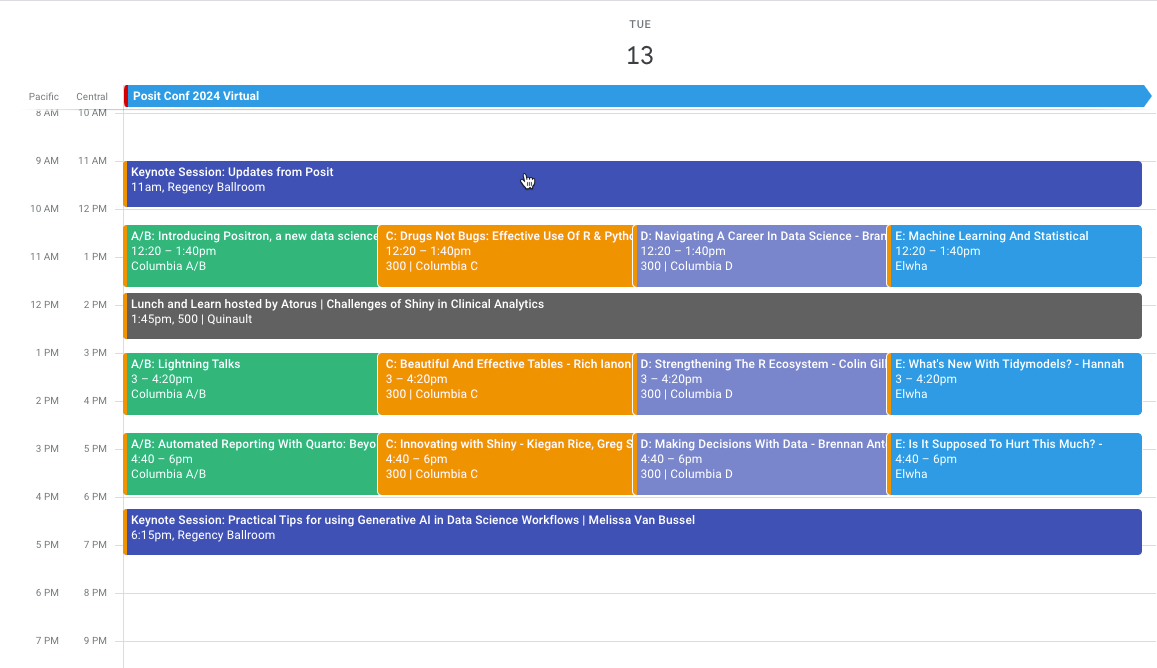 TUE
13
Pacific Central
Posit Conf 2024 Virtual
8 AM 10 AM
9 AM 11 AM
Keynote Session: Updates from Posit
11am, Regency Ballroom
10 AM 12 PM
A/B: Introducing Positron, a new data science
12:20 – 1:40pm
Columbia A/B
C: Drugs Not Bugs: Effective Use Of R & Pytho
12:20 – 1:40pm
300 | Columbia C
D: Navigating A Career In Data Science - Bran
12:20 – 1:40pm
300 | Columbia D
E: Machine Learning And Statistical
12:20 – 1:40pm
Elwha
11 AM 1 PM
Lunch and Learn hosted by Atorus | Challenges of Shiny in Clinical Analytics
1:45pm, 500 | Quinault
12 PM 2 PM
1 PM 3 PM
A/B: Lightning Talks
3 – 4:20pm
Columbia A/B
C: Beautiful And Effective Tables - Rich Iannon
3 – 4:20pm
300 | Columbia C
D: Strengthening The R Ecosystem - Colin Gill
3 – 4:20pm
300 | Columbia D
E: What's New With Tidymodels? - Hannah
3 – 4:20pm
Elwha
2 PM 4 PM
A/B: Automated Reporting With Quarto: Beyo
4:40 – 6pm
Columbia A/B
C: Innovating with Shiny - Kiegan Rice, Greg S
4:40 – 6pm
300 | Columbia C
D: Making Decisions With Data - Brennan Ant
4:40 – 6pm
300 | Columbia D
E: Is It Supposed To Hurt This Much? -
4:40 – 6pm
Elwha
3 PM 5 PM
4 PM 6 PM
Keynote Session: Practical Tips for using Generative AI in Data Science Workflows | Melissa Van Bussel
6:15pm, Regency Ballroom
5 PM 7 PM
6 PM 8 PM
7 PM 9 PM